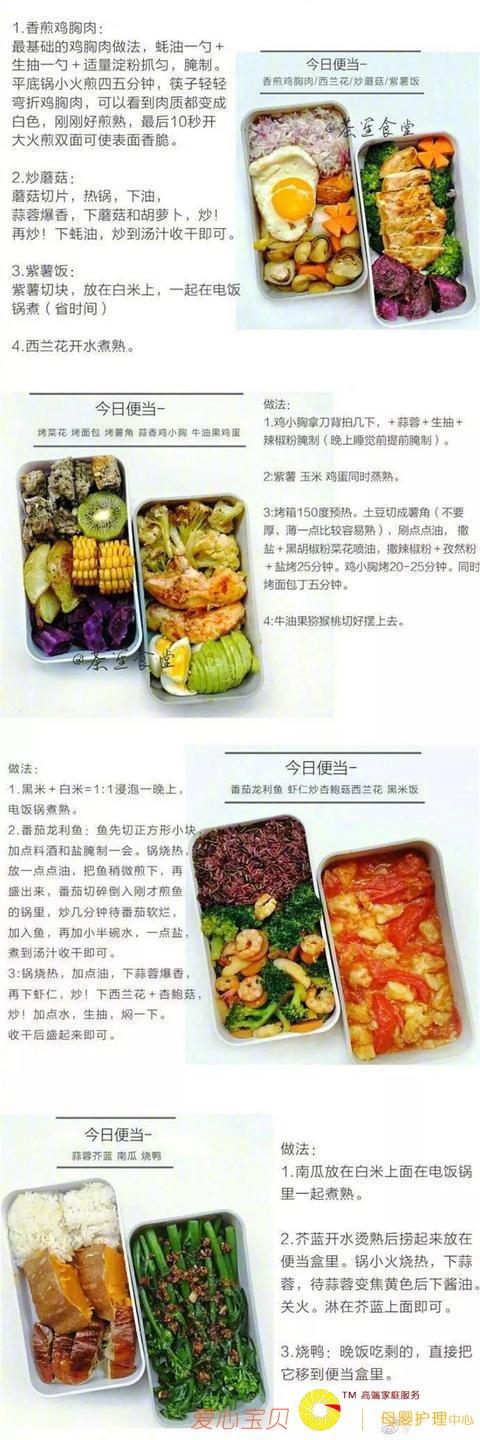 1.香煎鸡胸肉：
最基础的鸡胸肉做法，蚝油一勺＋
生抽一勺＋适量淀粉抓匀，腌制。
平底锅小火煎四五分钟，筷子轻轻
弯折鸡胸肉，可以看到肉质都变成
白色，刚刚好煎熟，最后10秒开
大火煎双面可使表面香脆。
2.炒蘑菇：
蘑菇切片，热锅，下油，
蒜蓉爆香，下蘑菇和胡萝卜，炒！
再炒！下蚝油，炒到汤汁收干即可。
3.紫薯饭：
紫薯切块，放在白米上，一起在电饭
锅煮（省时间）
4.西兰花开水煮熟。
今日便当-
香煎鸡胸肉/西兰花/炒蘑菇/紫薯饭
@茶逗食堂
今日便当-
烤菜花 烤面包 烤薯角 蒜香鸡小胸 牛油果鸡蛋
@茶逗食堂
做法：
1.鸡小胸拿刀背拍几下，＋蒜蓉＋生抽＋
辣椒粉腌制（晚上睡觉前提前腌制）。
2:紫薯 玉米 鸡蛋同时蒸熟。
3:烤箱150度预热。土豆切成薯角（不要
厚，薄一点比较容易熟），刷点点油， 撒
盐＋黑胡椒粉菜花喷油，撒辣椒粉＋孜然粉
＋盐烤25分钟。鸡小胸烤20-25分钟。同时
烤面包丁五分钟。
4:牛油果猕猴桃切好摆上去。
做法：
1.黑米＋白米=1:1浸泡一晚上，
电饭锅煮熟。
2.番茄龙利鱼：鱼先切正方形小块，
加点料酒和盐腌制一会。锅烧热，
放一点点油，把鱼稍微煎下，再
盛出来，番茄切碎倒入刚才煎鱼
的锅里，炒几分钟待番茄软烂，
加入鱼，再加小半碗水，一点盐，
煮到汤汁收干即可。
3:锅烧热，加点油，下蒜蓉爆香，
再下虾仁，炒！下西兰花＋杏鲍菇，
炒！加点水，生抽，焖一下。
收干后盛起来即可。
今日便当-
番茄龙利鱼 虾仁炒杏鲍菇西兰花 黑米饭
今日便当-
蒜蓉芥蓝 南瓜 烧鸭
做法：
1.南瓜放在白米上面在电饭锅
里一起煮熟。
2.芥蓝开水烫熟后捞起来放在
便当盒里。锅小火烧热，下蒜
蓉，待蒜蓉变焦黄色后下酱油。
关火。淋在芥蓝上面即可。
3.烧鸭：晚饭吃剩的，直接把
它移到便当盒里。
爱心宝贝
TM 高端家庭服务
母婴护理中心